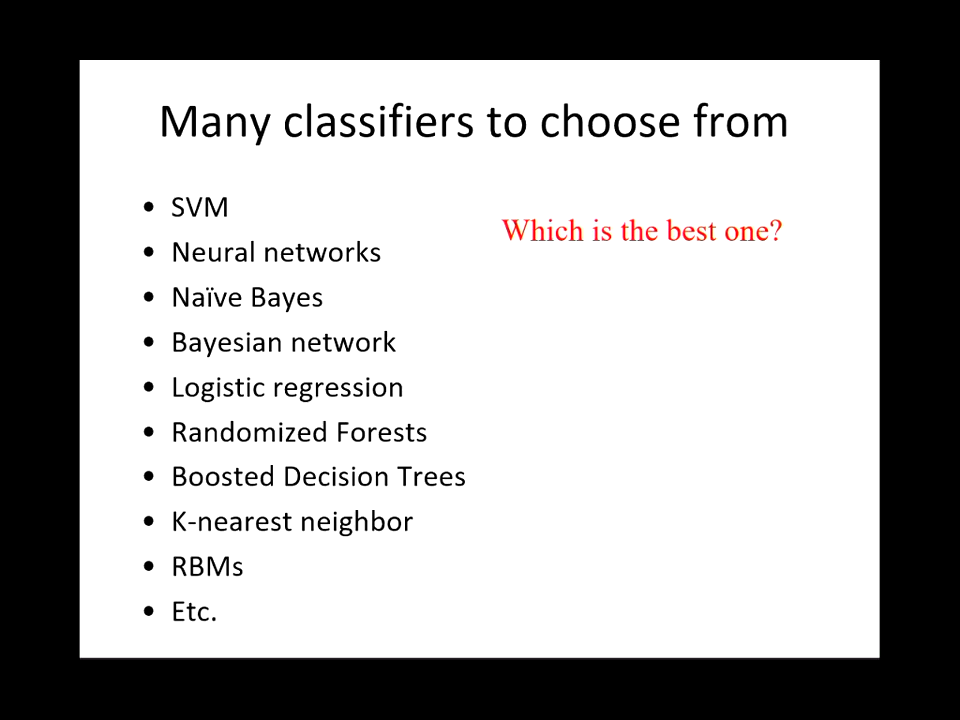 Many classifiers to choose from
• SVM
Which is the best one?
• Neural networks
• Naïve Bayes
• Bayesian network
• Logistic regression
• Randomized Forests
• Boosted Decision Trees
• K-nearest neighbor
• RBMs
• Etc.